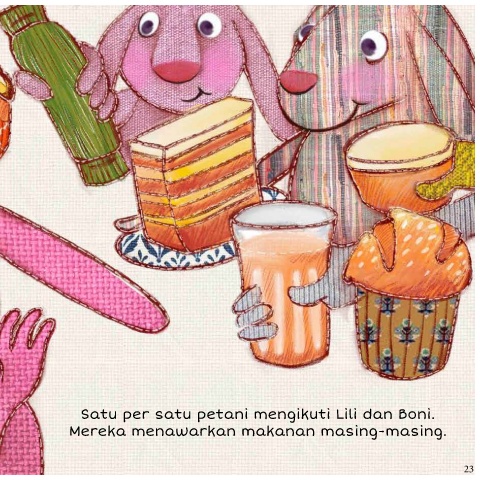 Satu per satu petani mengikuti Lili dan Boni.
Mereka menawarkan makanan masing-masing.
23